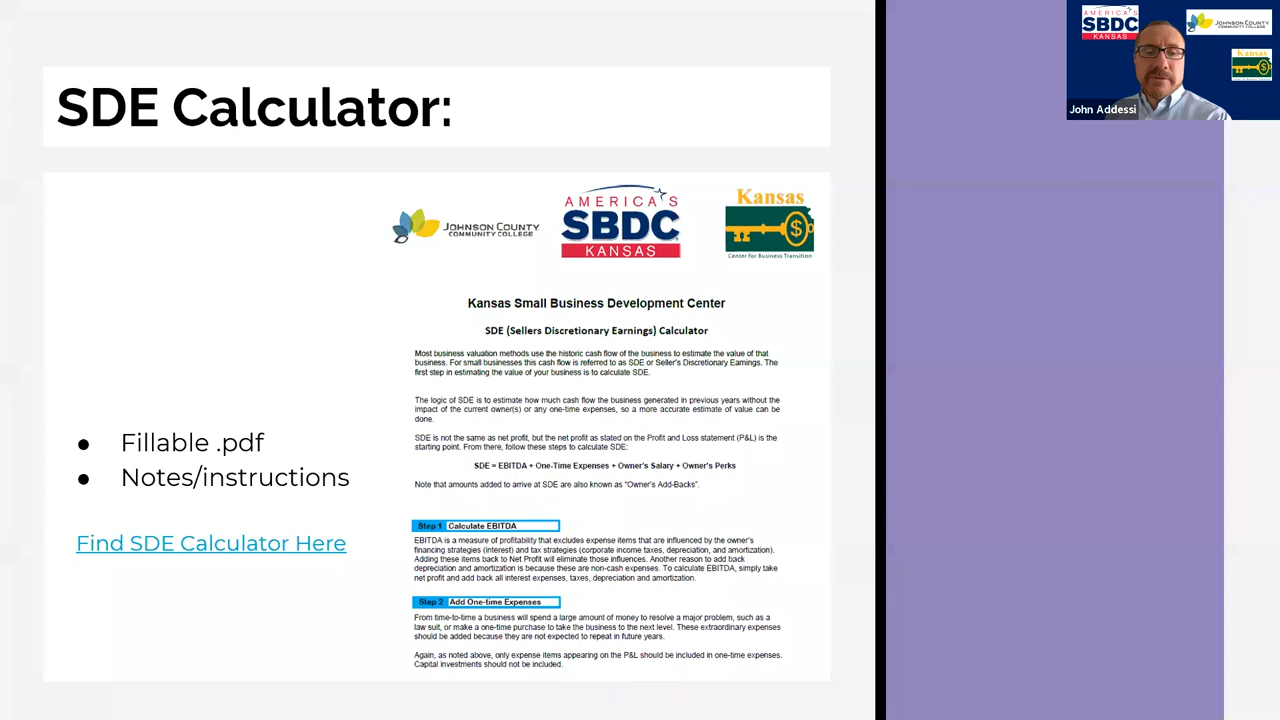 SDE Calculator:
AMERICA'S
SBDC
KANSAS
JOHNSON COUNTY
COMMUNITY COLLEGE
Kansas
$
John Addessi
JOHNSON COUNTY
COMMUNITY COLLEGE
AMERICA'S
SBDC
KANSAS
Kansas
$
Center for Business Transition
Kansas Small Business Development Center
SDE (Sellers Discretionary Earnings) Calculator
Most business valuation methods use the historic cash flow of the business to estimate the value of that
business. For small businesses this cash flow is referred to as SDE or Seller's Discretionary Earnings. The
first step in estimating the value of your business is to calculate SDE.
The logic of SDE is to estimate how much cash flow the business generated in previous years without the
impact of the current owner(s) or any one-time expenses, so a more accurate estimate of value can be
done.
SDE is not the same as net profit, but the net profit as stated on the Profit and Loss statement (P&L) is the
starting point. From there, follow these steps to calculate SDE:
SDE = EBITDA + One-Time Expenses + Owner's Salary + Owner's Perks
Note that amounts added to arrive at SDE are also known as "Owner's Add-Backs".
Step 1 Calculate EBITDA
EBITDA is a measure of profitability that excludes expense items that are influenced by the owner's
financing strategies (interest) and tax strategies (corporate income taxes, depreciation, and amortization).
Adding these items back to Net Profit will eliminate those influences. Another reason to add back
depreciation and amortization is because these are non-cash expenses. To calculate EBITDA, simply take
net profit and add back all interest expenses, taxes, depreciation and amortization.
Step 2 Add One-time Expenses
From time-to-time a business will spend a large amount of money to resolve a major problem, such as a
law suit, or make a one-time purchase to take the business to the next level. These extraordinary expenses
should be added because they are not expected to repeat in future years.
Again, as noted above, only expense items appearing on the P&L should be included in one-time expenses.
Capital investments should not be included.
● Fillable .pdf
● Notes/instructions
Find SDE Calculator Here